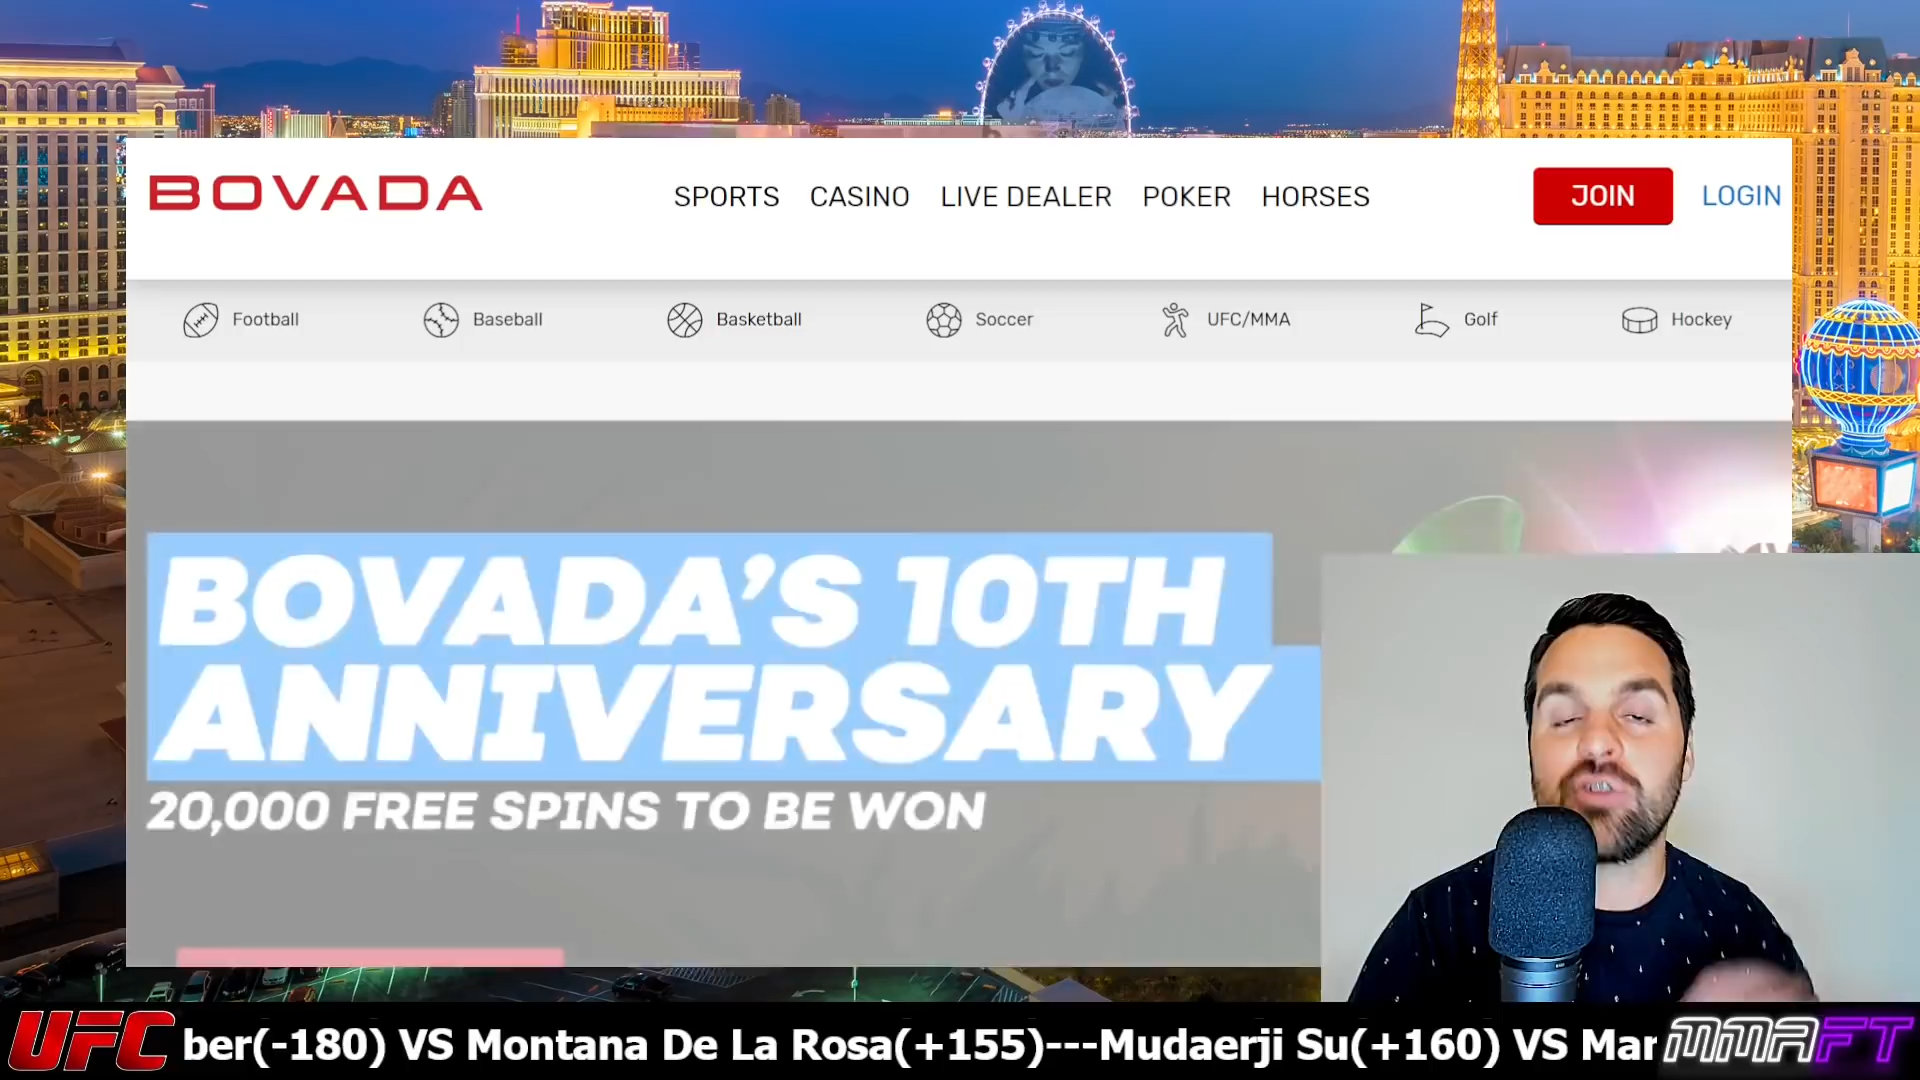 BOVADA
SPORTS CASINO LIVE DEALER POKER HORSES JOIN LOGIN
Football Baseball Basketball Soccer UFC/MMA Golf Hockey
BOVADA'S 10TH
ANNIVERSARY
20,000 FREE SPINS TO BE WON
UFC ber(-180) VS Montana De La Rosa(+155)---Mudaerji Su(+160) VS Mar MMAFT